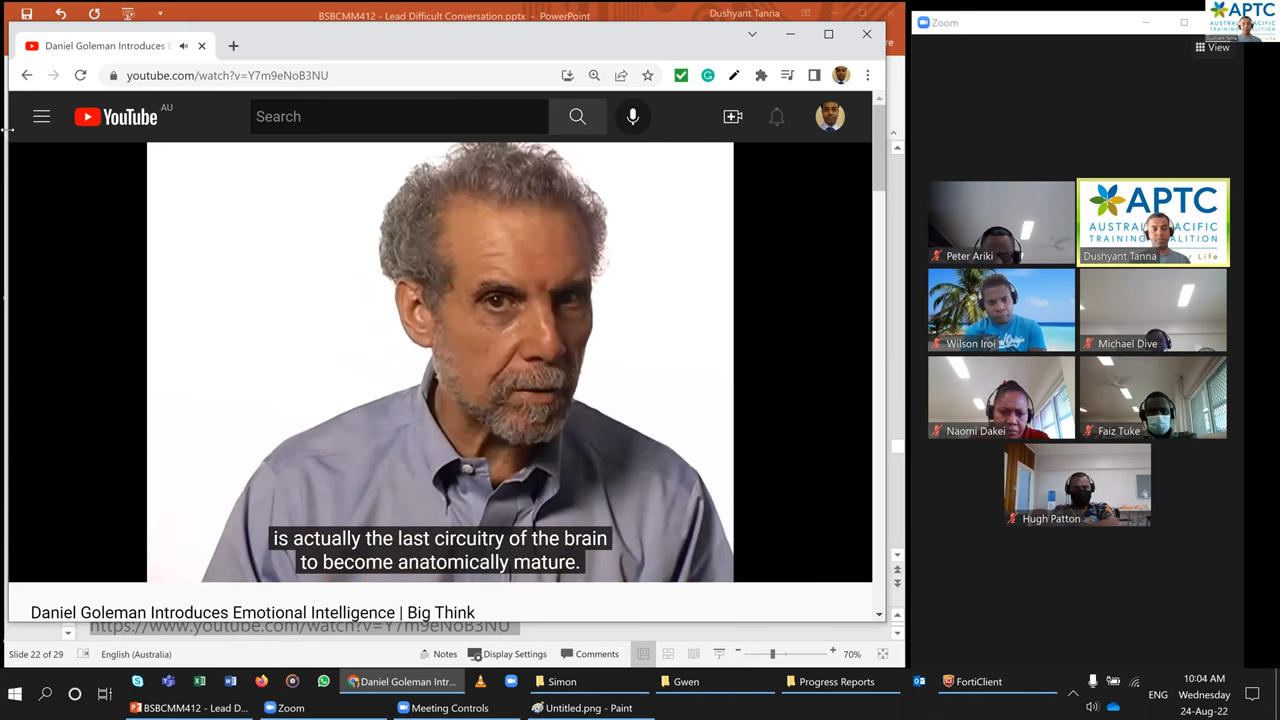 BSBCMM412 - Lead Difficult Conversation.pptx - PowerPoint
Dushyant Tanna
Daniel Goleman Introduces E
youtube.com/watch?v=Y7m9eNoB3NU
YouTube AU
Search
is actually the last circuitry of the brain
to become anatomically mature.
Daniel Goleman Introduces Emotional Intelligence | Big Think
https://www.youtube.com/watch?v=Y7m9eNoB3NU
Slide 22 of 29
English (Australia)
Notes
Display Settings
Comments
70%
Zoom
View
APTC
Peter Ariki
APTC
AUSTRAL PACIFIC
TRAINING COALITION
Dushyant Tanna
r Life
Wilson Iroi
Michael Dive
Naomi Dakei
Faiz Tuke
Hugh Patton
Daniel Goleman Intr...
Simon
Gwen
Progress Reports
FortiClient
BSBCMM412 - Lead D...
Zoom
Meeting Controls
Untitled.png - Paint
ENG
10:04 AM
Wednesday
24-Aug-22